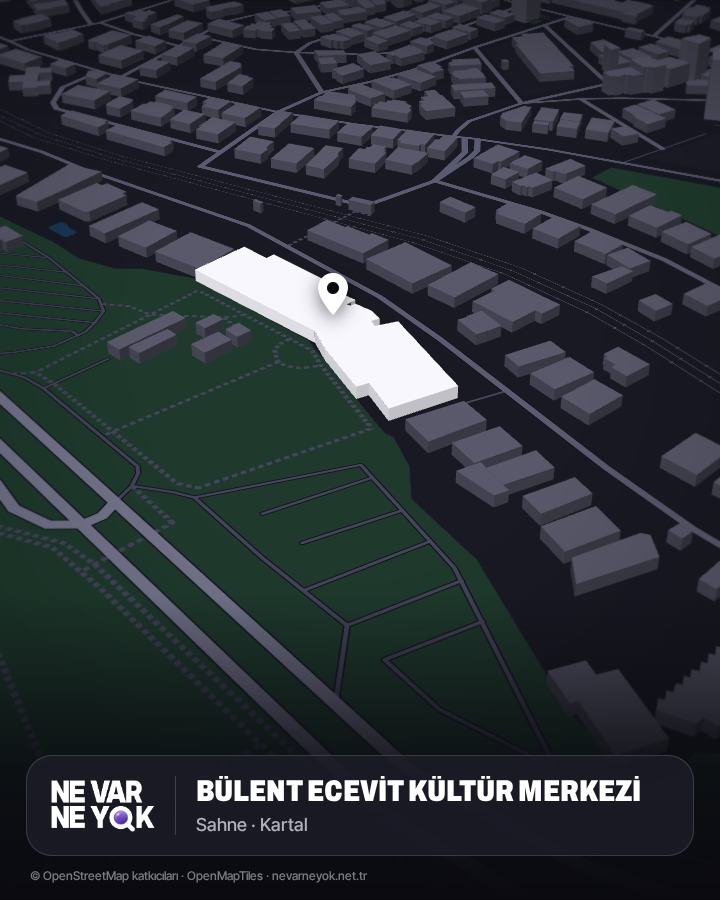 NE VAR
NE YOK
BÜLENT ECEVİT KÜLTÜR MERKEZİ
Sahne · Kartal
© OpenStreetMap katkıcıları · OpenMapTiles · nevarneyok.net.tr